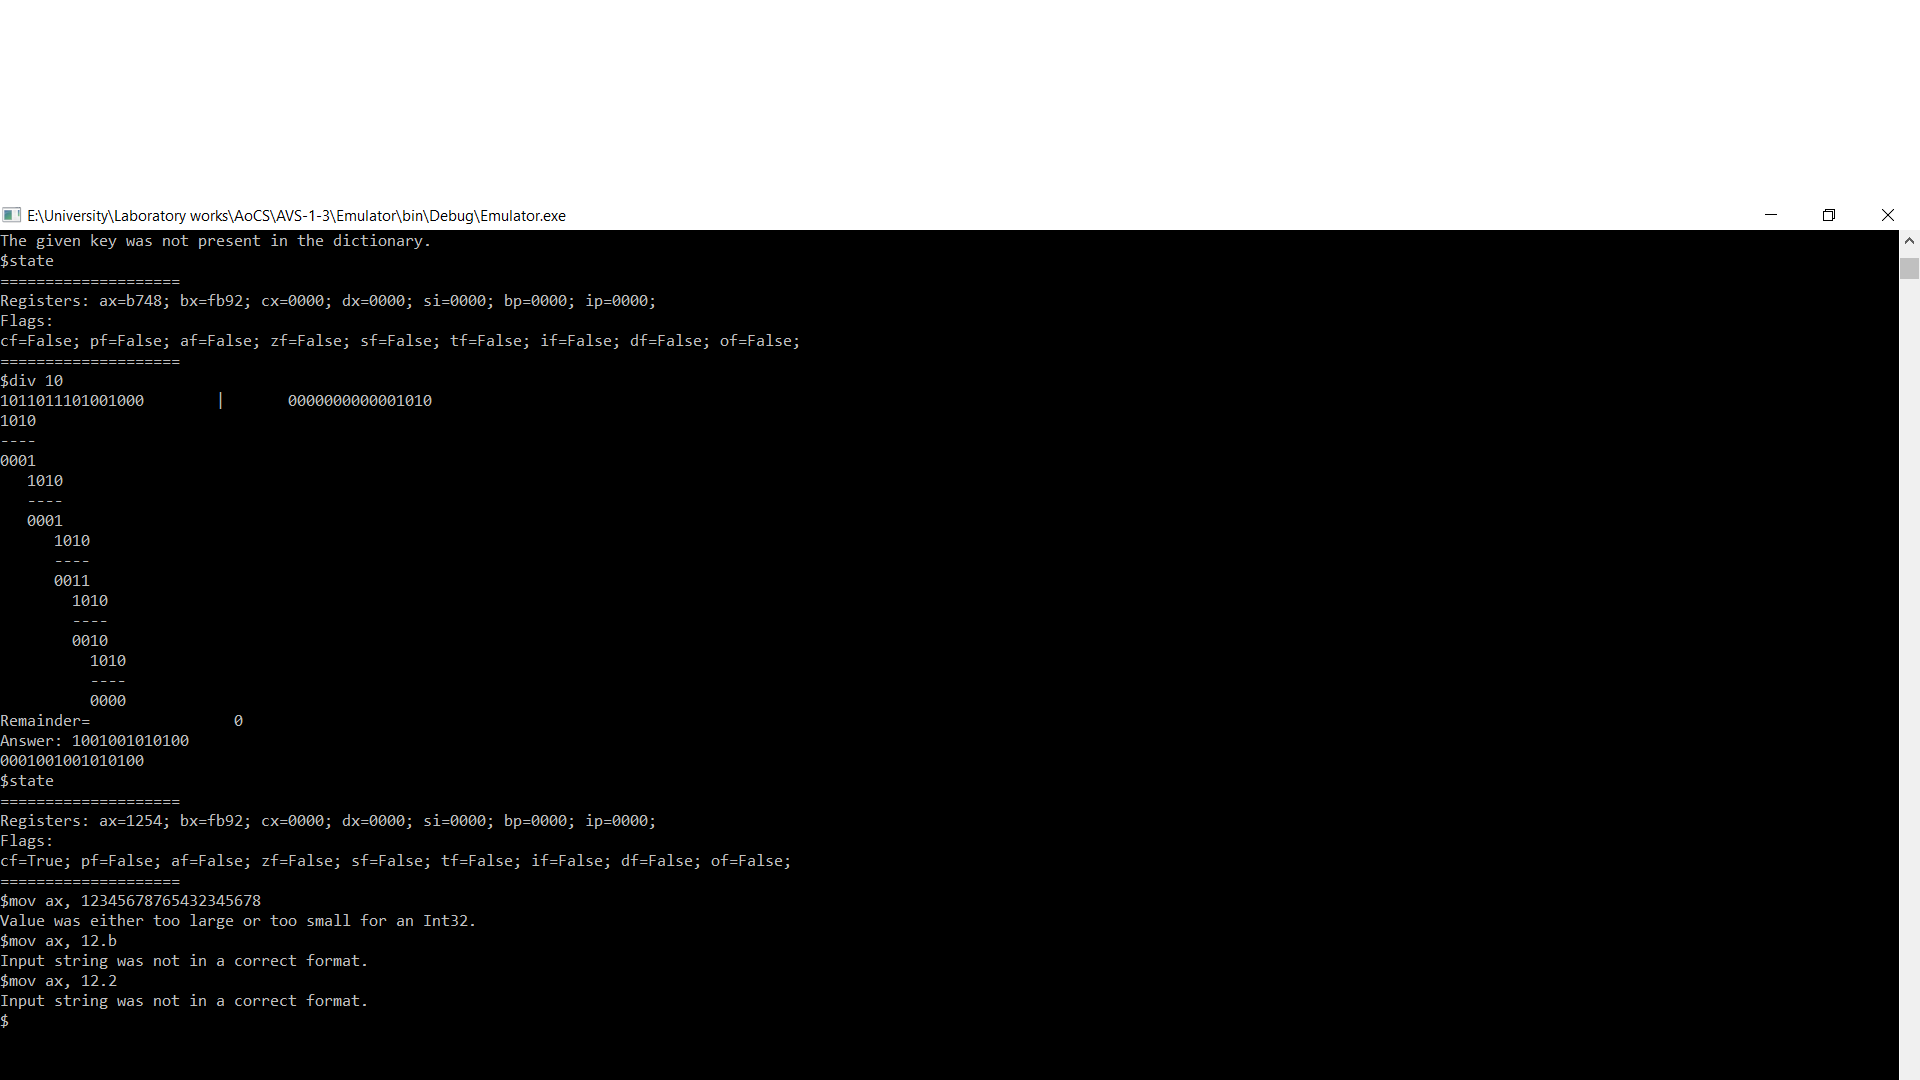 E:\University\Laboratory works\AoCS\AVS-1-3\Emulator\bin\Debug\Emulator.exe
The given key was not present in the dictionary.
$state
====================
Registers: ax=b748; bx=fb92; cx=0000; dx=0000; si=0000; bp=0000; ip=0000;
Flags:
cf=False; pf=False; af=False; zf=False; sf=False; tf=False; if=False; df=False; of=False;
====================
$div 10
1011011101001000        |       0000000000001010
1010
----
0001
   1010
   ----
   0001
      1010
      ----
      0011
        1010
        ----
        0010
          1010
          ----
          0000
Remainder=                0
Answer: 1001001010100
0001001001010100
$state
====================
Registers: ax=1254; bx=fb92; cx=0000; dx=0000; si=0000; bp=0000; ip=0000;
Flags:
cf=True; pf=False; af=False; zf=False; sf=False; tf=False; if=False; df=False; of=False;
====================
$mov ax, 12345678765432345678
Value was either too large or too small for an Int32.
$mov ax, 12.b
Input string was not in a correct format.
$mov ax, 12.2
Input string was not in a correct format.
$